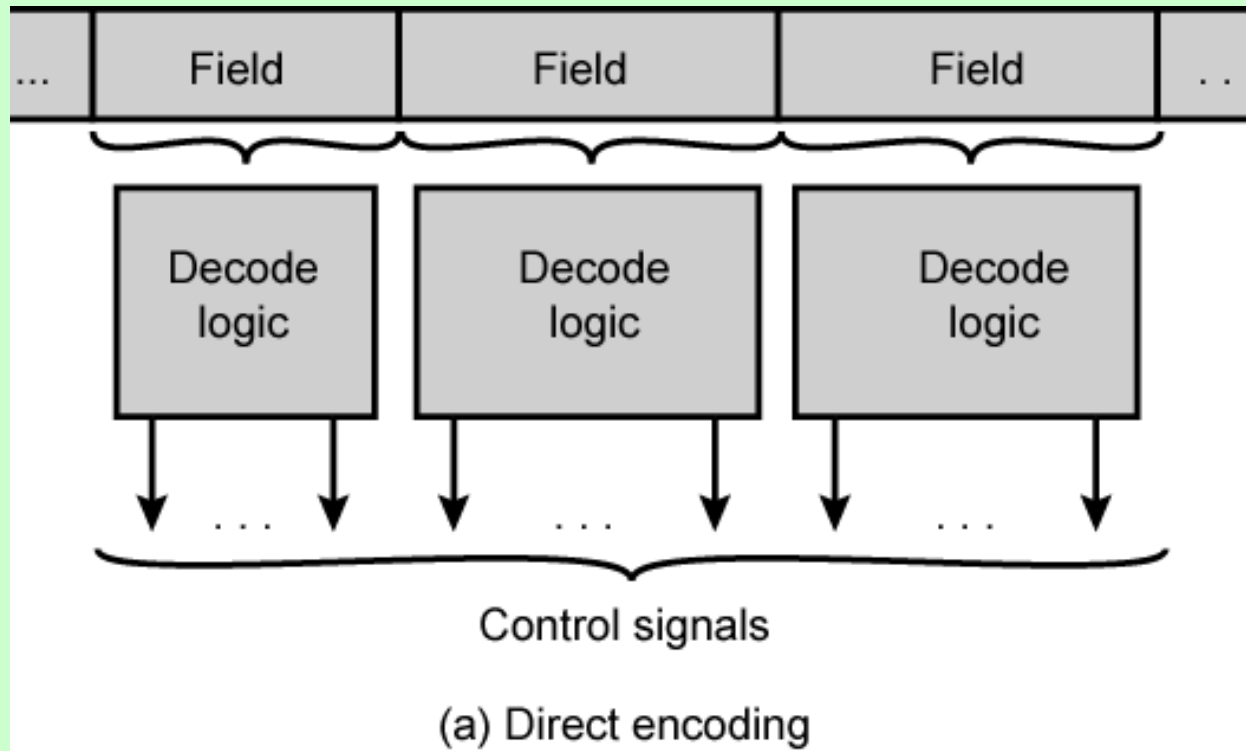 ... Field Field Field . .
Decode Decode Decode
logic logic logic
. . . . . . . . .
Control signals
(a) Direct encoding